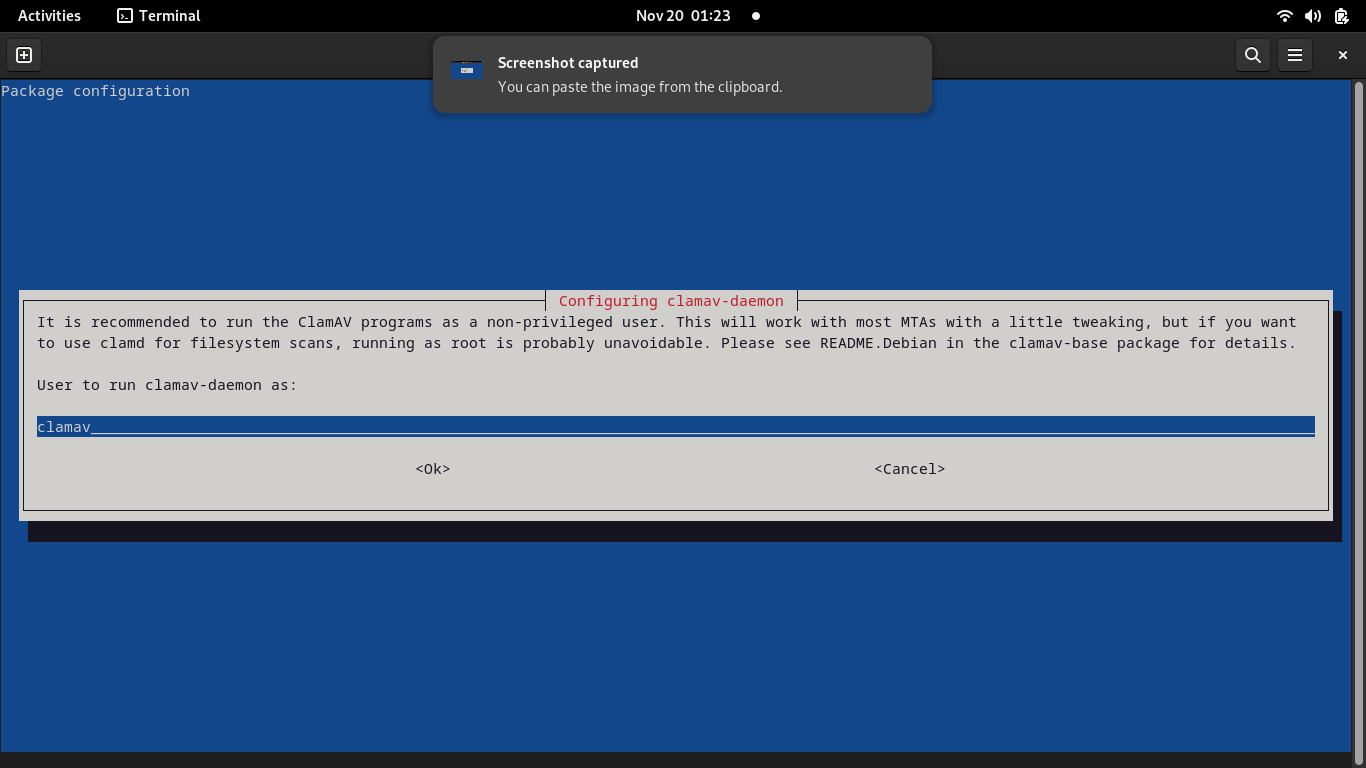 Activities Terminal Nov 20 01:23
Screenshot captured
You can paste the image from the clipboard.
Package configuration
Configuring clamav-daemon
It is recommended to run the ClamAV programs as a non-privileged user. This will work with most MTAs with a little tweaking, but if you want
to use clamd for filesystem scans, running as root is probably unavoidable. Please see README.Debian in the clamav-base package for details.
User to run clamav-daemon as:
clamav
<Ok> <Cancel>